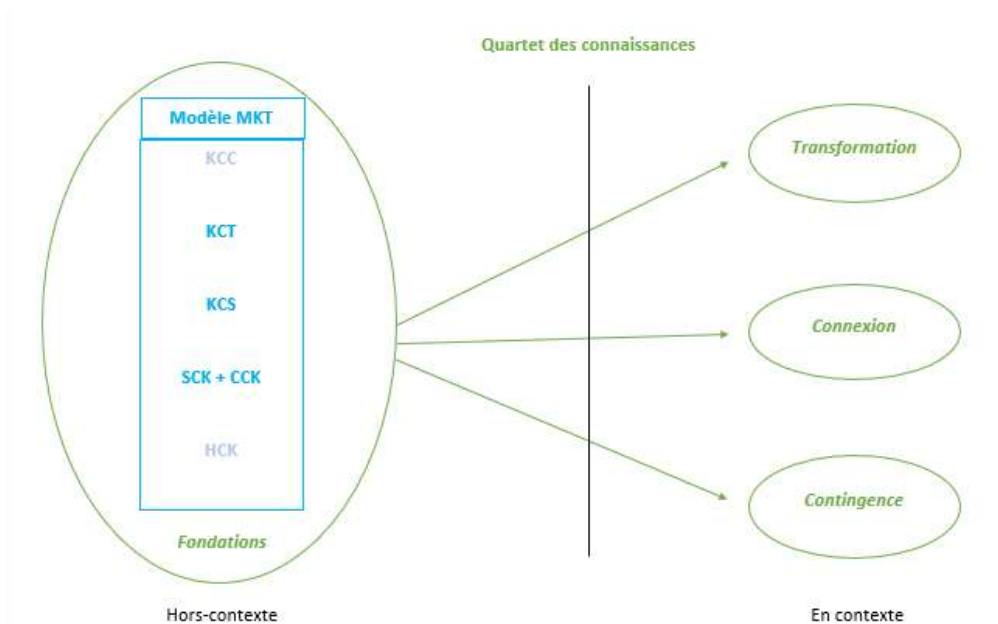 Quartet des connaissances
Modèle MKT
KCC
KCT
KCS
SCK + CCK
HCK
Fondations
Hors-contexte
Transformation
Connexion
Contingence
En contexte